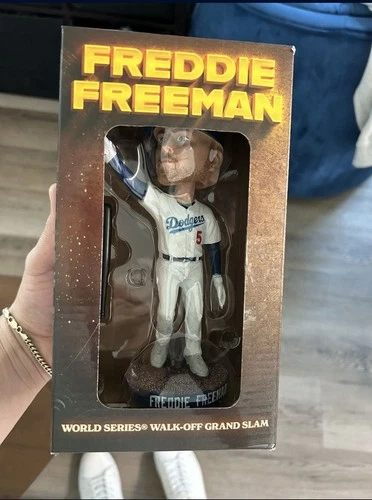 FREDDIE
FREEMAN
Dodgers
5
FREDDIE FREEMAN
WORLD SERIES® WALK-OFF GRAND SLAM